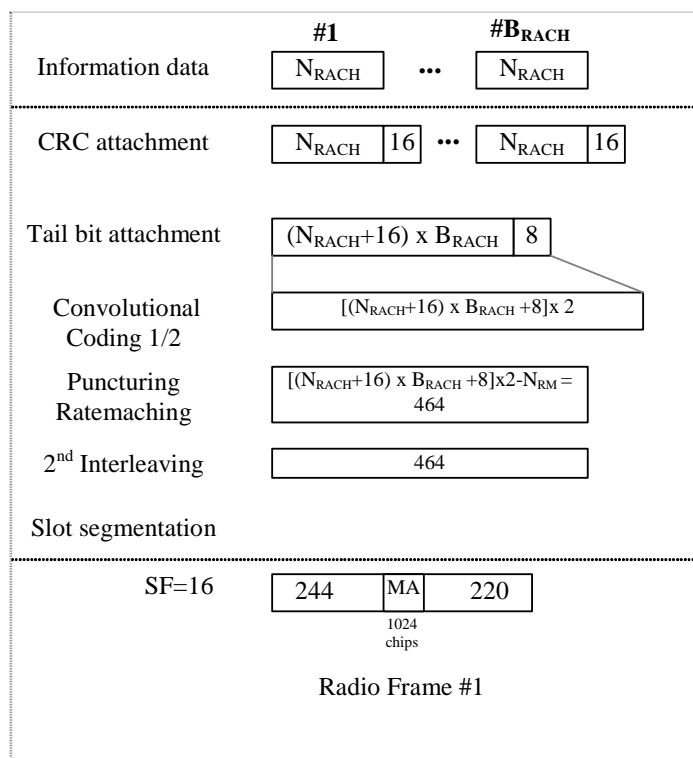 #1 #B_RACH
Information data N_RACH ... N_RACH
CRC attachment N_RACH 16 ... N_RACH 16
Tail bit attachment (N_RACH+16) x B_RACH 8
Convolutional
Coding 1/2
[(N_RACH+16) x B_RACH +8]x 2
Puncturing
Ratemaching
[(N_RACH+16) x B_RACH +8]x2-N_RM =
464
2nd Interleaving 464
Slot segmentation
SF=16 244 MA 220
1024
chips
Radio Frame #1